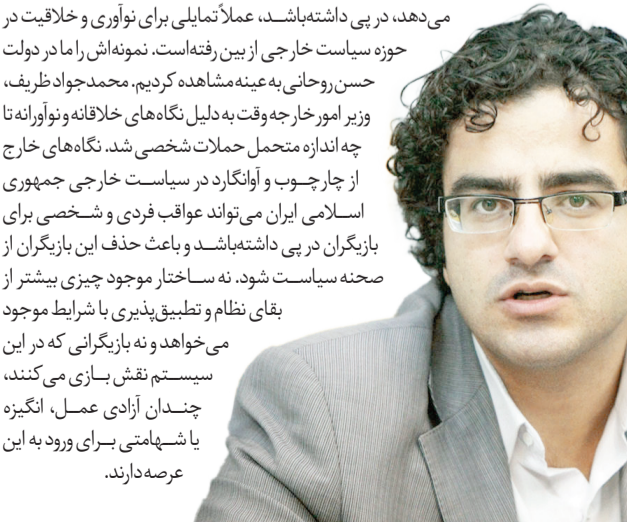 می‌دهد، در پی داشته‌باشد، عملاً تمایلی برای نوآوری و خلاقیت در
حوزه سیاست خارجی از بین رفته‌است. نمونه‌اش را ما در دولت
حسن روحانی به عینه مشاهده کردیم. محمدجواد ظریف،
وزیر امور خارجه وقت به دلیل نگاه‌های خلاقانه و نوآورانه تا
چه اندازه متحمل حملات شخصی شد. نگاه‌های خارج
از چارچوب و آوانگارد در سیاست خارجی جمهوری
اسلامی ایران می‌تواند عواقب فردی و شخصی برای
بازیگران در پی داشته‌باشد و باعث حذف این بازیگران از
صحنه سیاست شود. نه ساختار موجود چیزی بیشتر از
بقای نظام و تطبیق‌پذیری با شرایط موجود
می‌خواهد و نه بازیگرانی که در این
سیستم نقش بازی می‌کنند،
چندان آزادی عمل، انگیزه
یا شهامتی برای ورود به این
عرصه دارند.